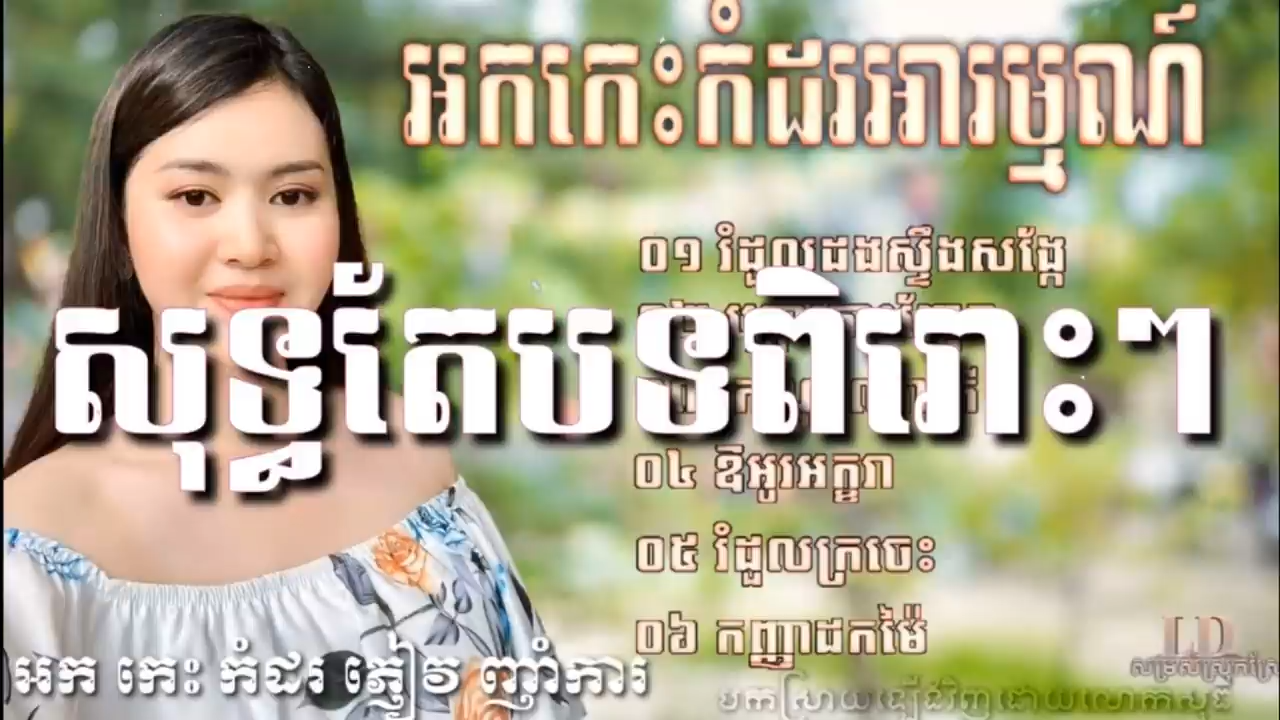 អកកេះកំដរអារម្មណ៍
០១ រំដួលដងស្ទឹងសង្កែ
សុទ្ធតែបទពិរោះៗ
០៤ ឱអូរអក្ខរា
០៥ រំដួលក្រចេះ
០៦ កញ្ញាដកម៉ៃ
LD
អក កេះ កំដរ ភ្ញៀវ ញ៉ាំការ